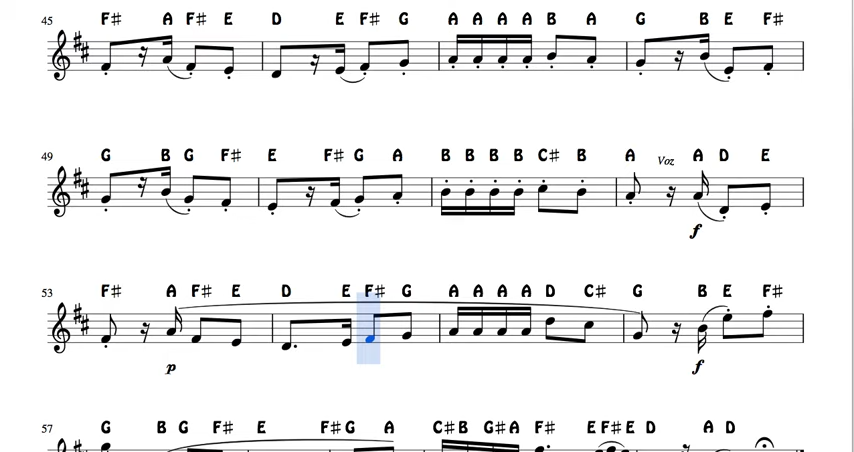 45 F# A F# E D E F# G A A A A B A G B E F#
49 G B G F# E F# G A B B B B C# B A Voz A D E
f
53 F# A F# E D E F# G A A A A D C# G B E F#
p f
57 G B G F# E F# G A C# B G# A F# E F# E D A D